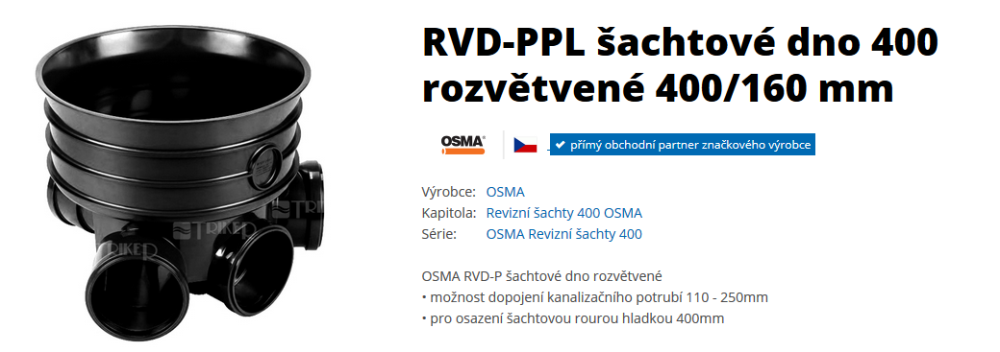 RVD-PPL šachtové dno 400
rozvětvené 400/160 mm
OSMA
přímý obchodní partner značkového výrobce
Výrobce: OSMA
Kapitola: Revizní šachty 400 OSMA
Série: OSMA Revizní šachty 400
OSMA RVD-P šachtové dno rozvětvené
• možnost dopojení kanalizačního potrubí 110 - 250mm
• pro osazení šachtovou rourou hladkou 400mm
TRIKER
TRIKER